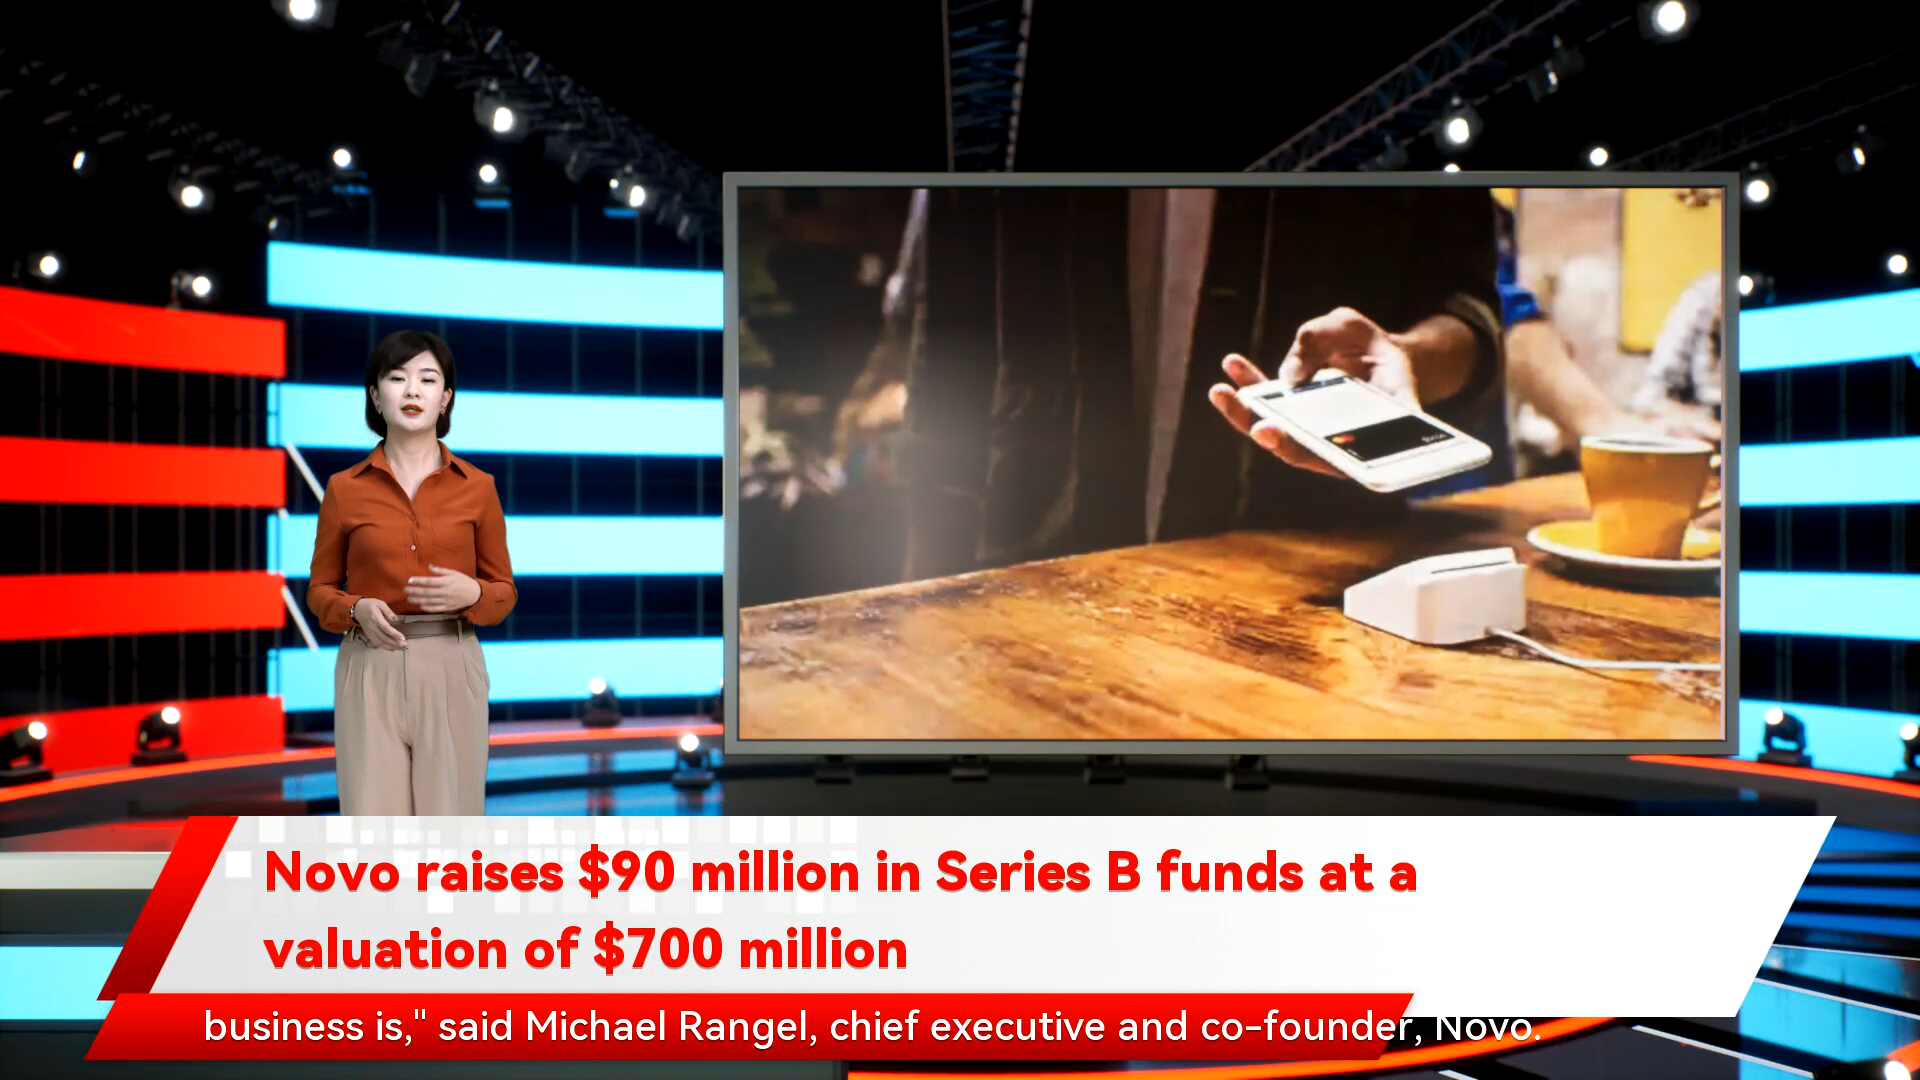 Novo raises $90 million in Series B funds at a
valuation of $700 million
business is," said Michael Rangel, chief executive and co-founder, Novo.